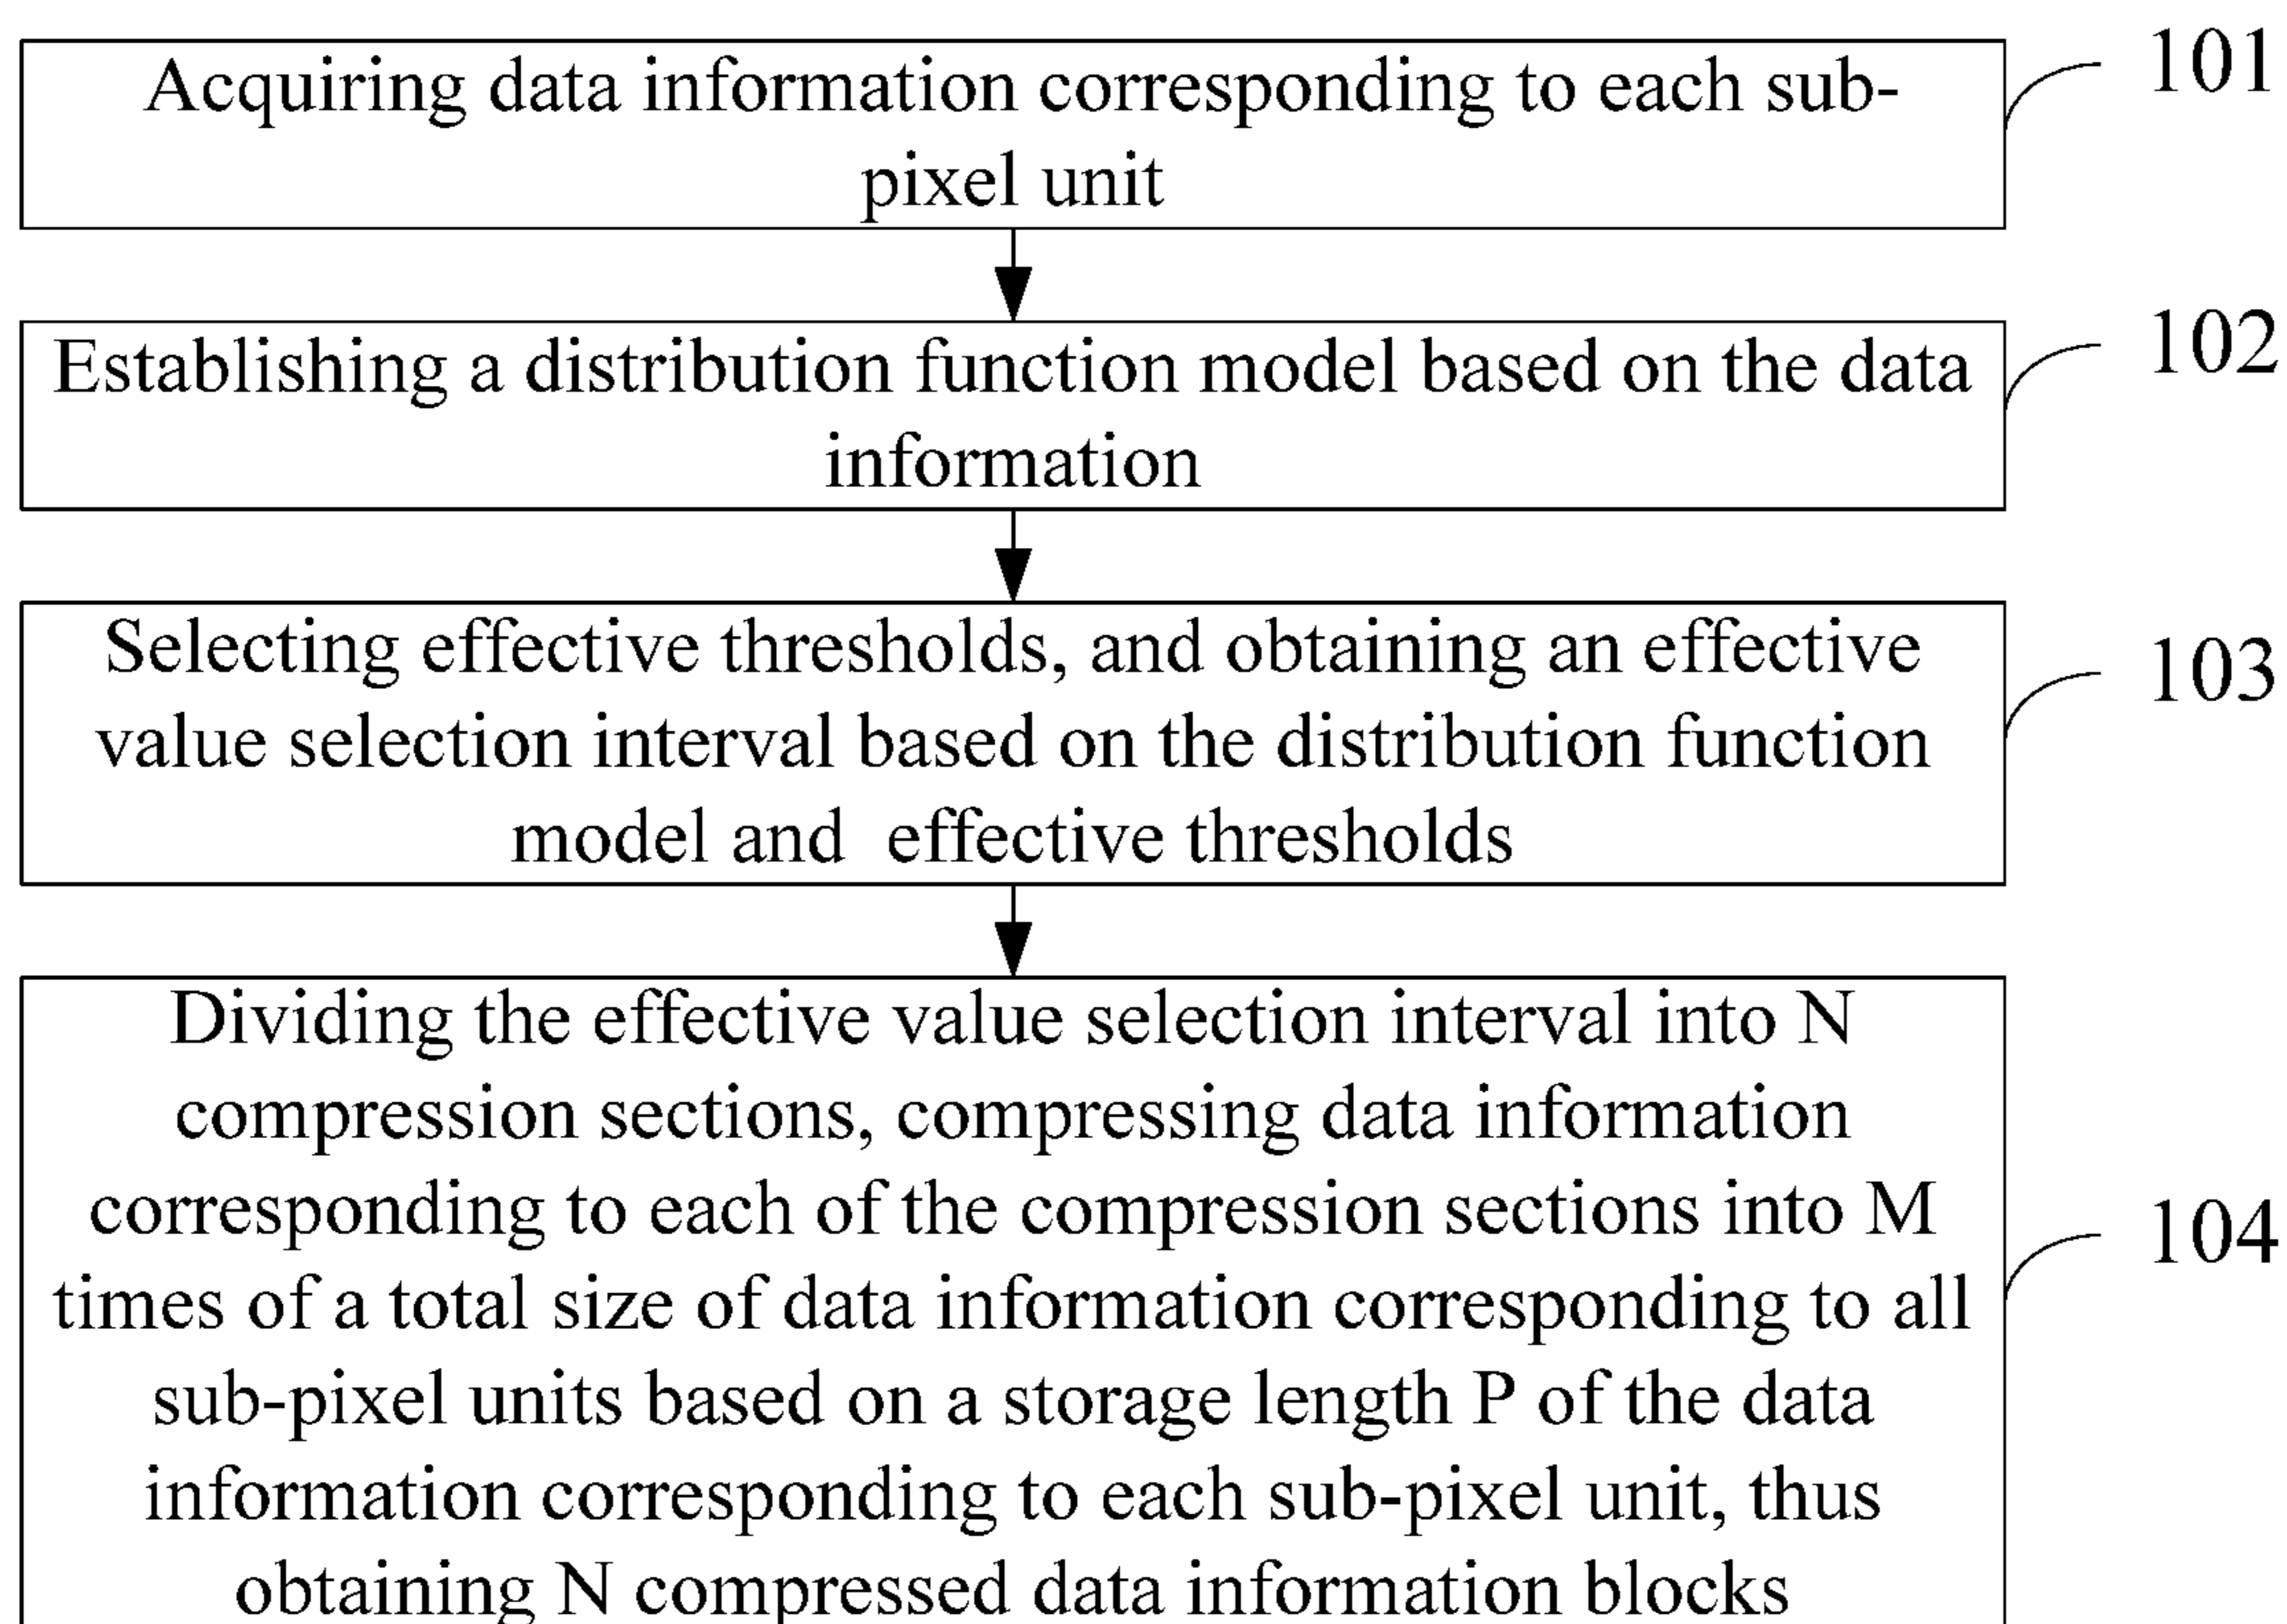 Acquiring data information corresponding to each sub-
pixel unit
101
Establishing a distribution function model based on the data
information
102
Selecting effective thresholds, and obtaining an effective
value selection interval based on the distribution function
model and effective thresholds
103
Dividing the effective value selection interval into N
compression sections, compressing data information
corresponding to each of the compression sections into M
times of a total size of data information corresponding to all
sub-pixel units based on a storage length P of the data
information corresponding to each sub-pixel unit, thus
obtaining N compressed data information blocks
104